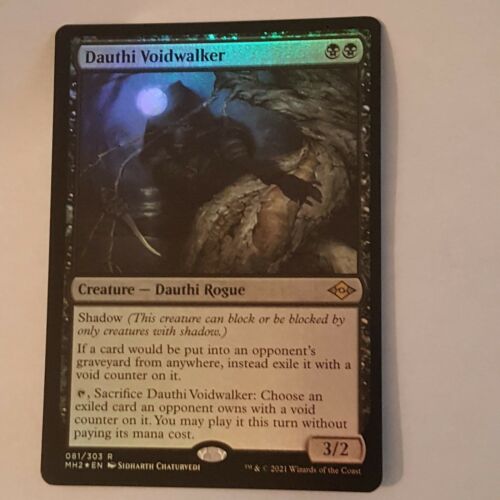 Dauthi Voidwalker
Creature — Dauthi Rogue
Shadow (This creature can block or be blocked by
only creatures with shadow.)
If a card would be put into an opponent's
graveyard from anywhere, instead exile it with a
void counter on it.
, Sacrifice Dauthi Voidwalker: Choose an
exiled card an opponent owns with a void
counter on it. You may play it this turn without
paying its mana cost.
3/2
081/303 R
MH2 ★ EN Sidharth Chaturvedi
™ & © 2021 Wizards of the Coast